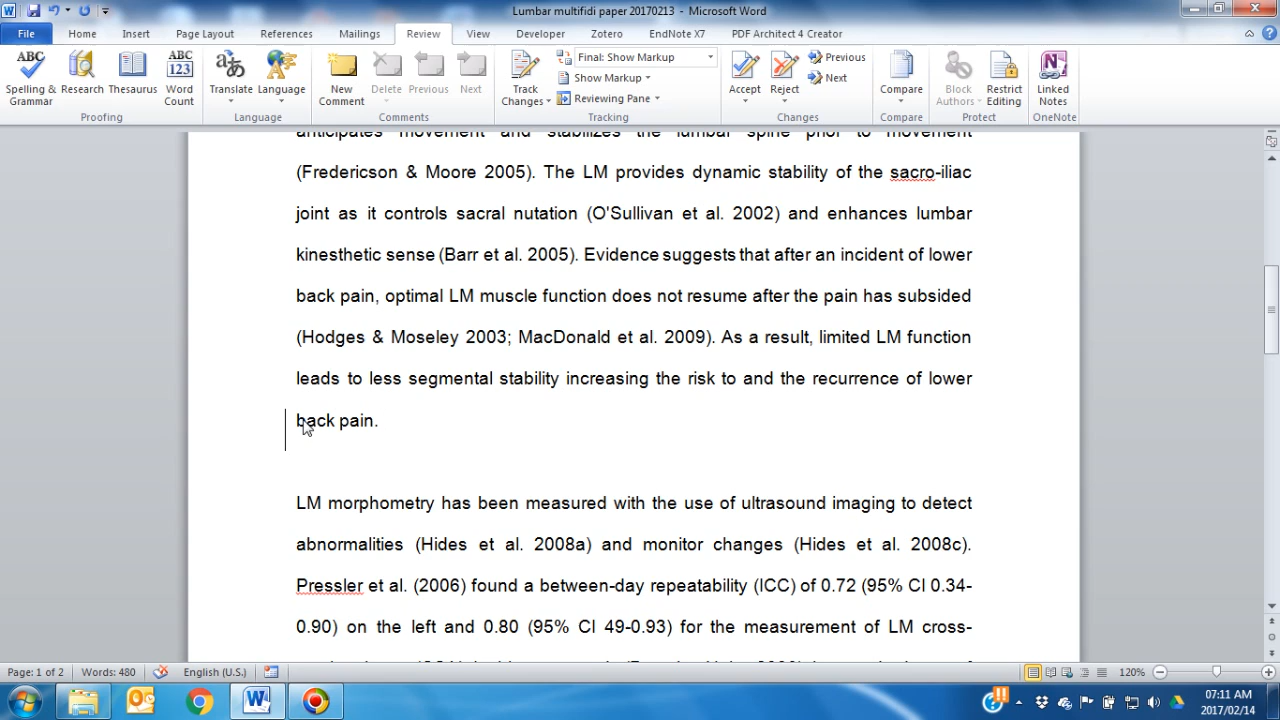 Lumbar multifidi paper 20170213 - Microsoft Word
File Home Insert Page Layout References Mailings Review View Developer Zotero EndNote X7 PDF Architect 4 Creator
Spelling & Grammar
Research
Thesaurus
Word Count
Proofing
Translate
Language
Language
New Comment
Delete
Previous
Next
Comments
Track Changes
Final: Show Markup
Show Markup
Reviewing Pane
Tracking
Accept
Reject
Previous
Next
Changes
Compare
Compare
Block Authors
Restrict Editing
Protect
Linked Notes
OneNote
anticipates movement and stabilizes the lumbar spine prior to movement
(Fredericson & Moore 2005). The LM provides dynamic stability of the sacro-iliac
joint as it controls sacral nutation (O'Sullivan et al. 2002) and enhances lumbar
kinesthetic sense (Barr et al. 2005). Evidence suggests that after an incident of lower
back pain, optimal LM muscle function does not resume after the pain has subsided
(Hodges & Moseley 2003; MacDonald et al. 2009). As a result, limited LM function
leads to less segmental stability increasing the risk to and the recurrence of lower
back pain.
LM morphometry has been measured with the use of ultrasound imaging to detect
abnormalities (Hides et al. 2008a) and monitor changes (Hides et al. 2008c).
Pressler et al. (2006) found a between-day repeatability (ICC) of 0.72 (95% CI 0.34-
0.90) on the left and 0.80 (95% CI 49-0.93) for the measurement of LM cross-
Page: 1 of 2 Words: 480 English (U.S.) 120%
07:11 AM
2017/02/14